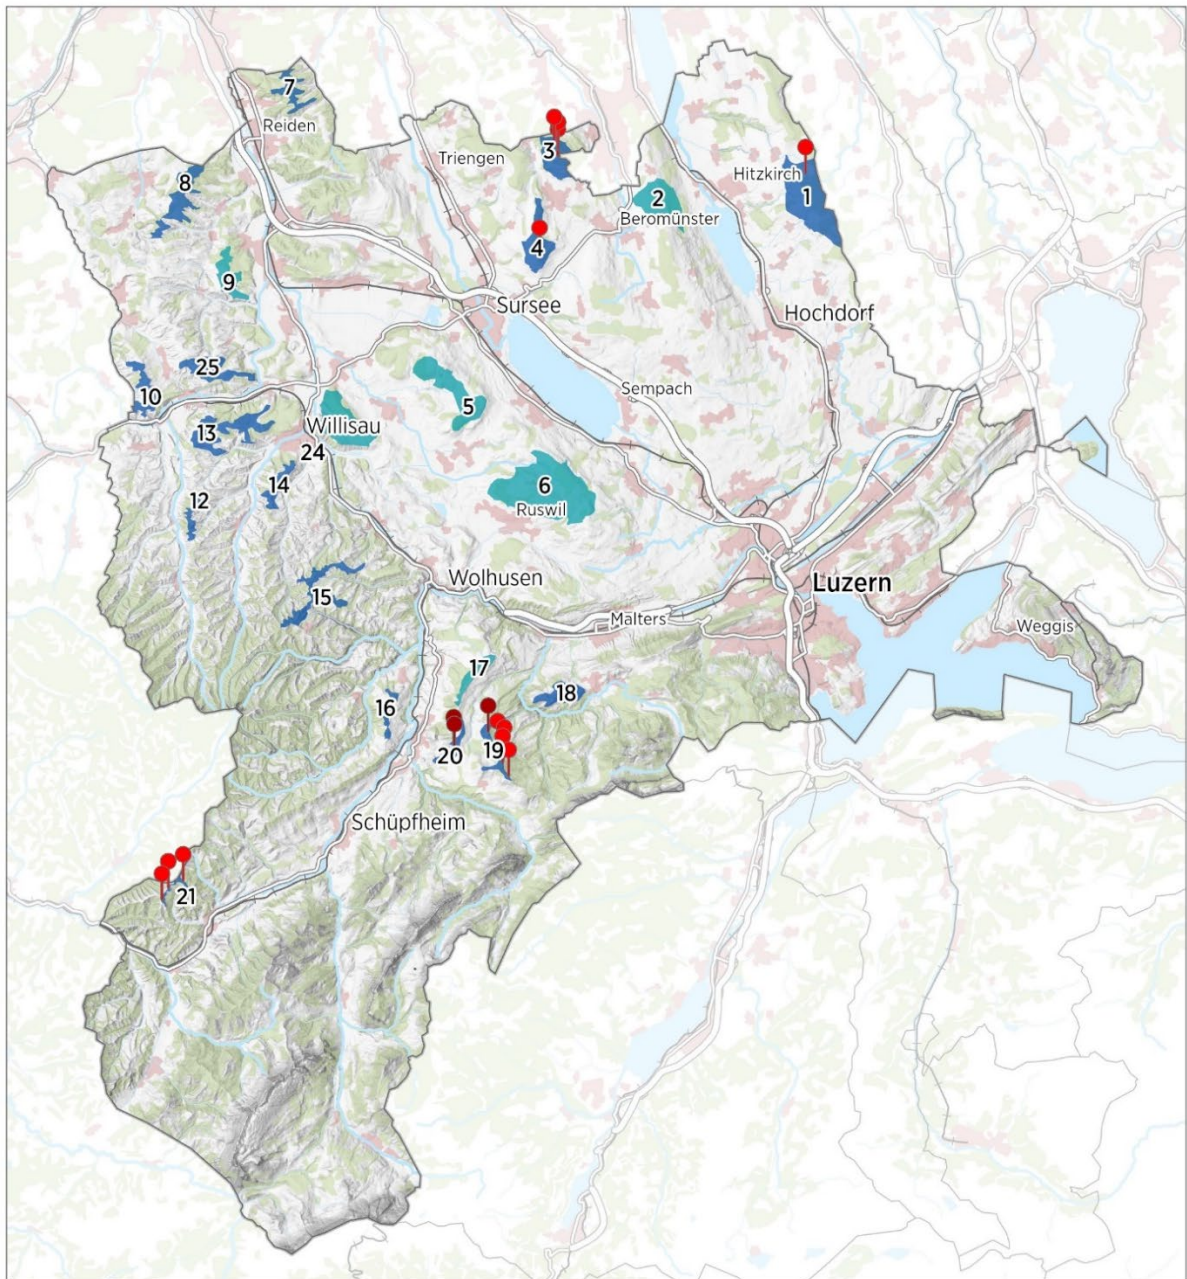 7
Reiden
3
Triengen
Hitzkirch
1
8
2
Beromünster
4
9
Sursee
Hochdorf
25
10
Sempach
5
13
Willisau
24
14
6
Ruswil
12
Wolhusen
15
Luzern
Malters
Weggis
17
18
16
19
20
Schüpfheim
21